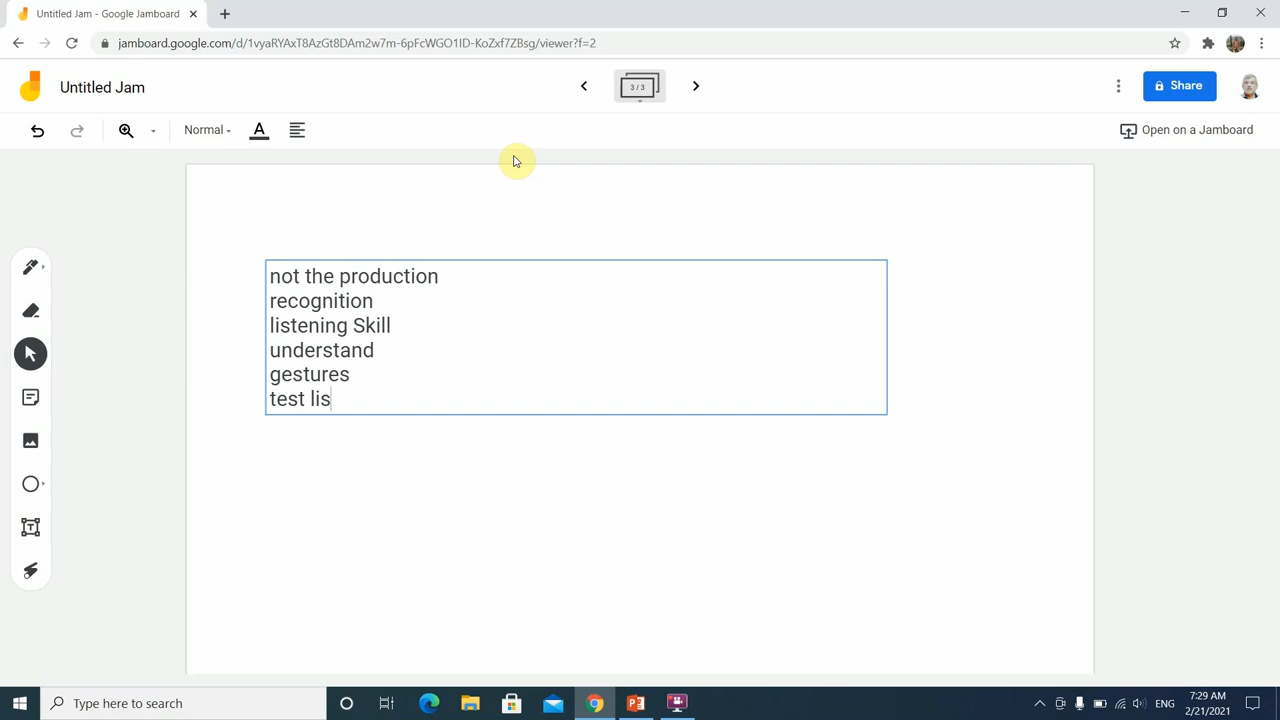 Untitled Jam - Google Jamboard
jamboard.google.com/d/1vyaRYAxT8AzGt8DAm2w7m-6pFcWGO1ID-KoZxf7ZBsg/viewer?f=2
Untitled Jam
3 / 3
Share
Normal
A
Open on a Jamboard
not the production
recognition
listening Skill
understand
gestures
test lis
T
Type here to search
ENG
7:29 AM
2/21/2021